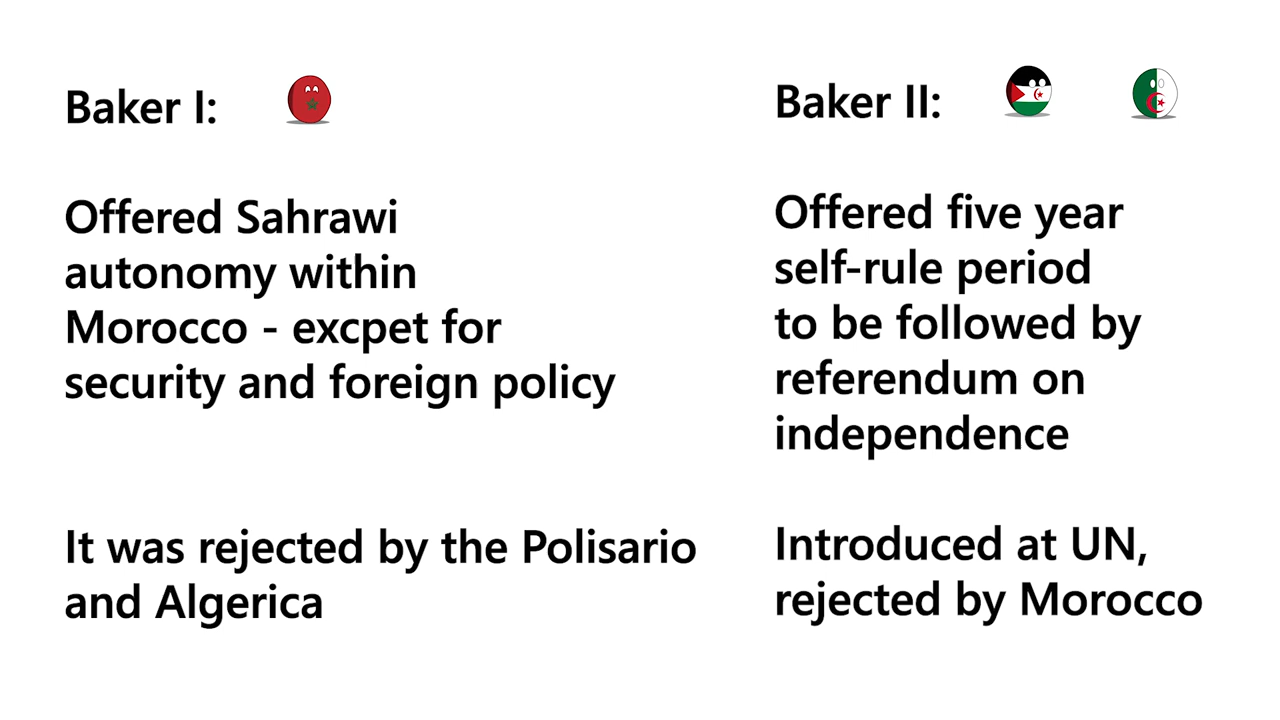 Baker I:
Offered Sahrawi
autonomy within
Morocco - excpet for
security and foreign policy
It was rejected by the Polisario
and Algerica
Baker II:
Offered five year
self-rule period
to be followed by
referendum on
independence
Introduced at UN,
rejected by Morocco